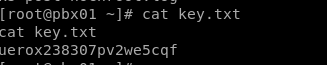 [root@pbx01 ~]# cat key.txt
cat key.txt
uerox238307pv2we5cqf